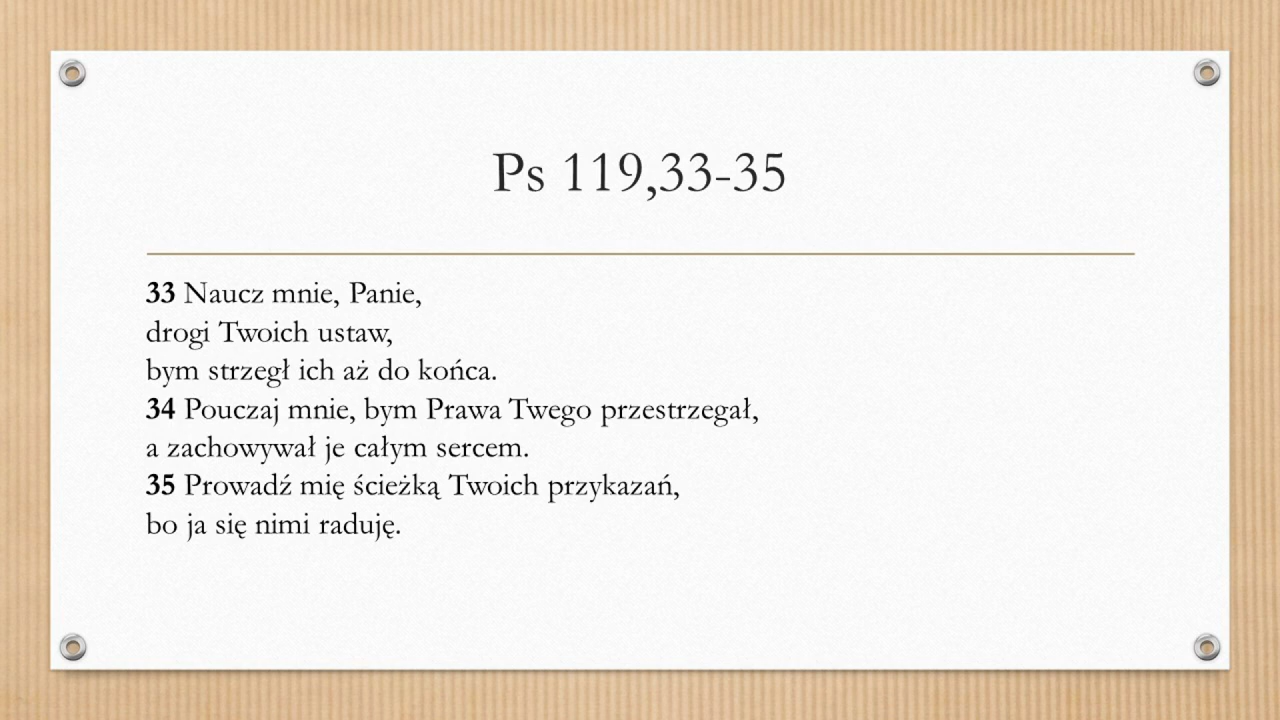 Ps 119,33-35
33 Naucz mnie, Panie,
drogi Twoich ustaw,
bym strzegł ich aż do końca.
34 Pouczaj mnie, bym Prawa Twego przestrzegał,
a zachowywał je całym sercem.
35 Prowadź mię ścieżką Twoich przykazań,
bo ja się nimi raduję.